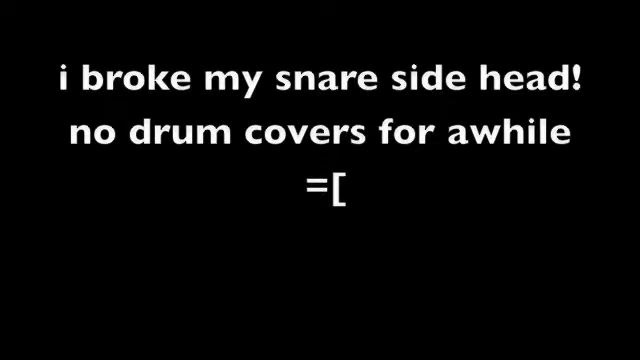 i broke my snare side head!
no drum covers for awhile
=[